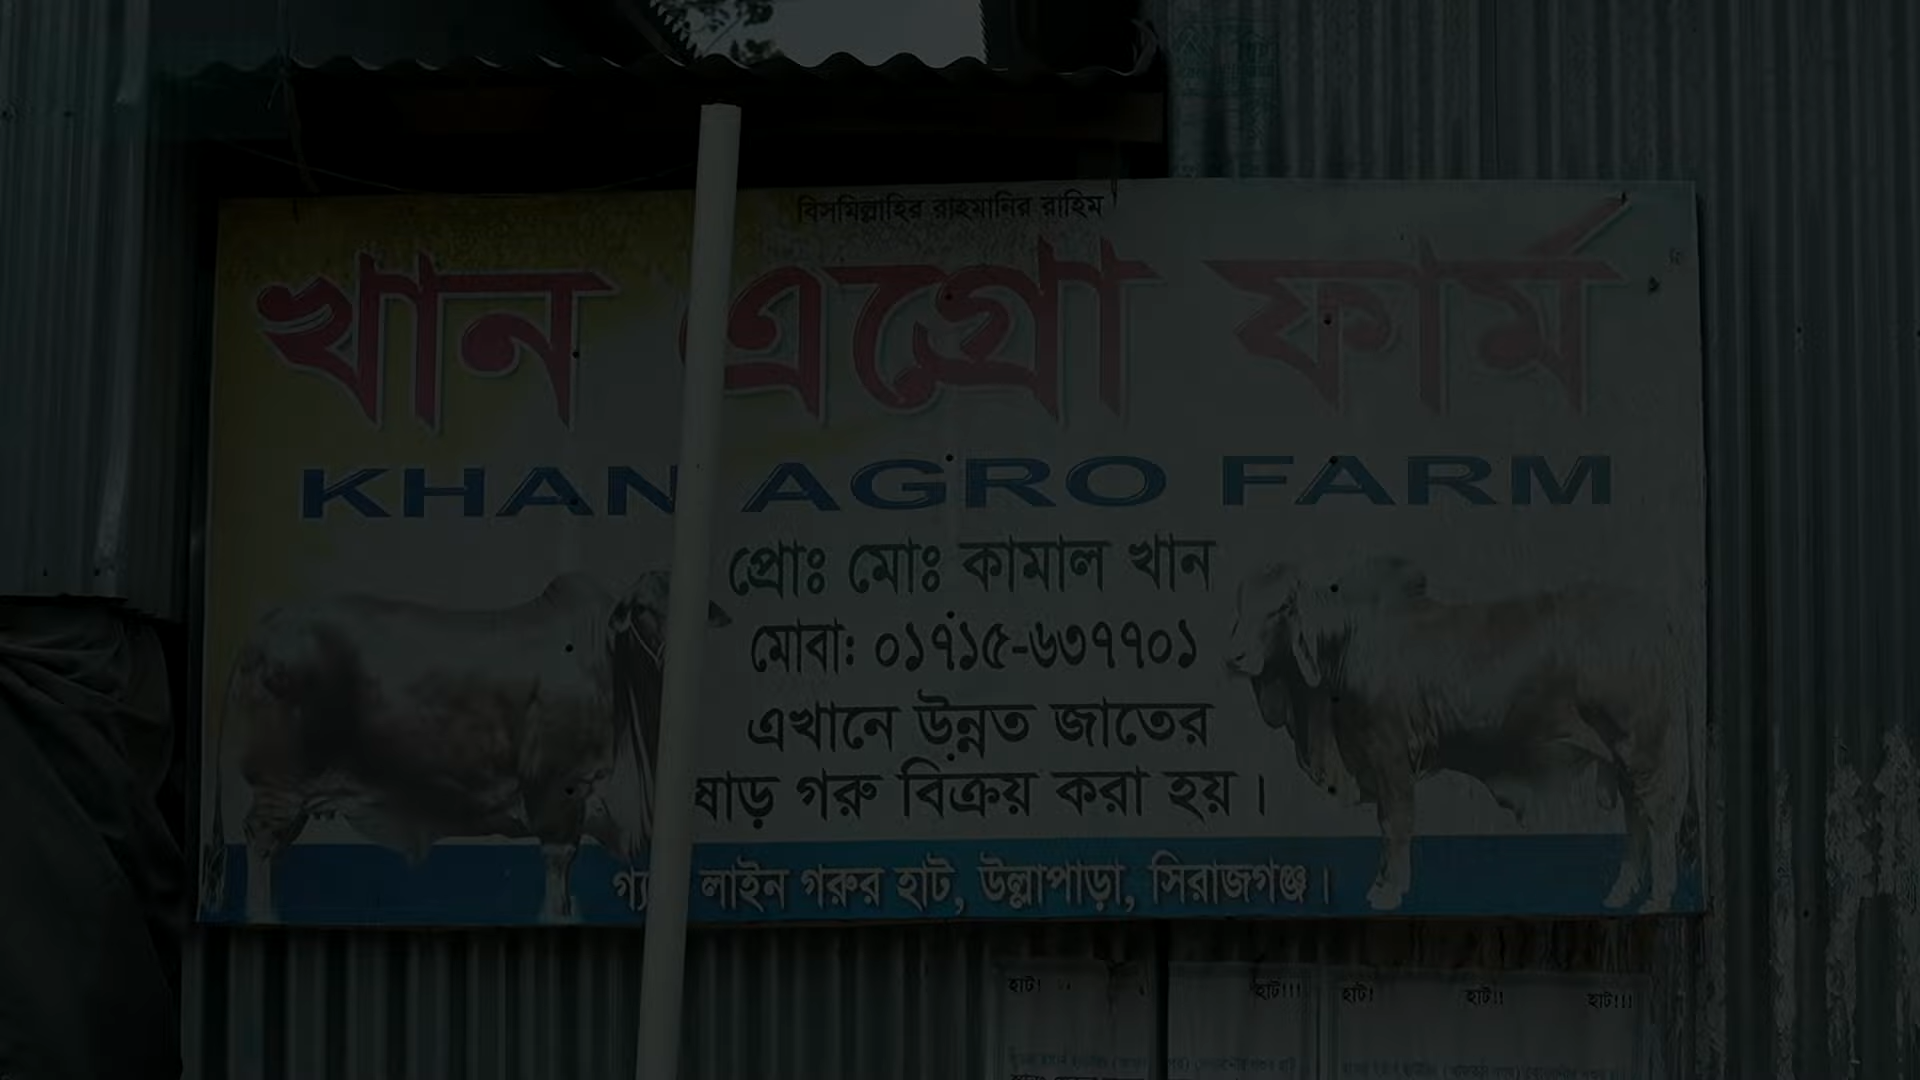 বিসমিল্লাহির রাহমানির রাহিম
খান এগ্রো ফার্ম
KHAN AGRO FARM
প্রোঃ মোঃ কামাল খান
মোবা: ০১৭১৫-৬৩৭৭০১
এখানে উন্নত জাতের
ষাড় গরু বিক্রয় করা হয়।
লাইন গরুর হাট, উল্লাপাড়া, সিরাজগঞ্জ।
হাট! হাট!!! হাট! হাট!! হাট!!!